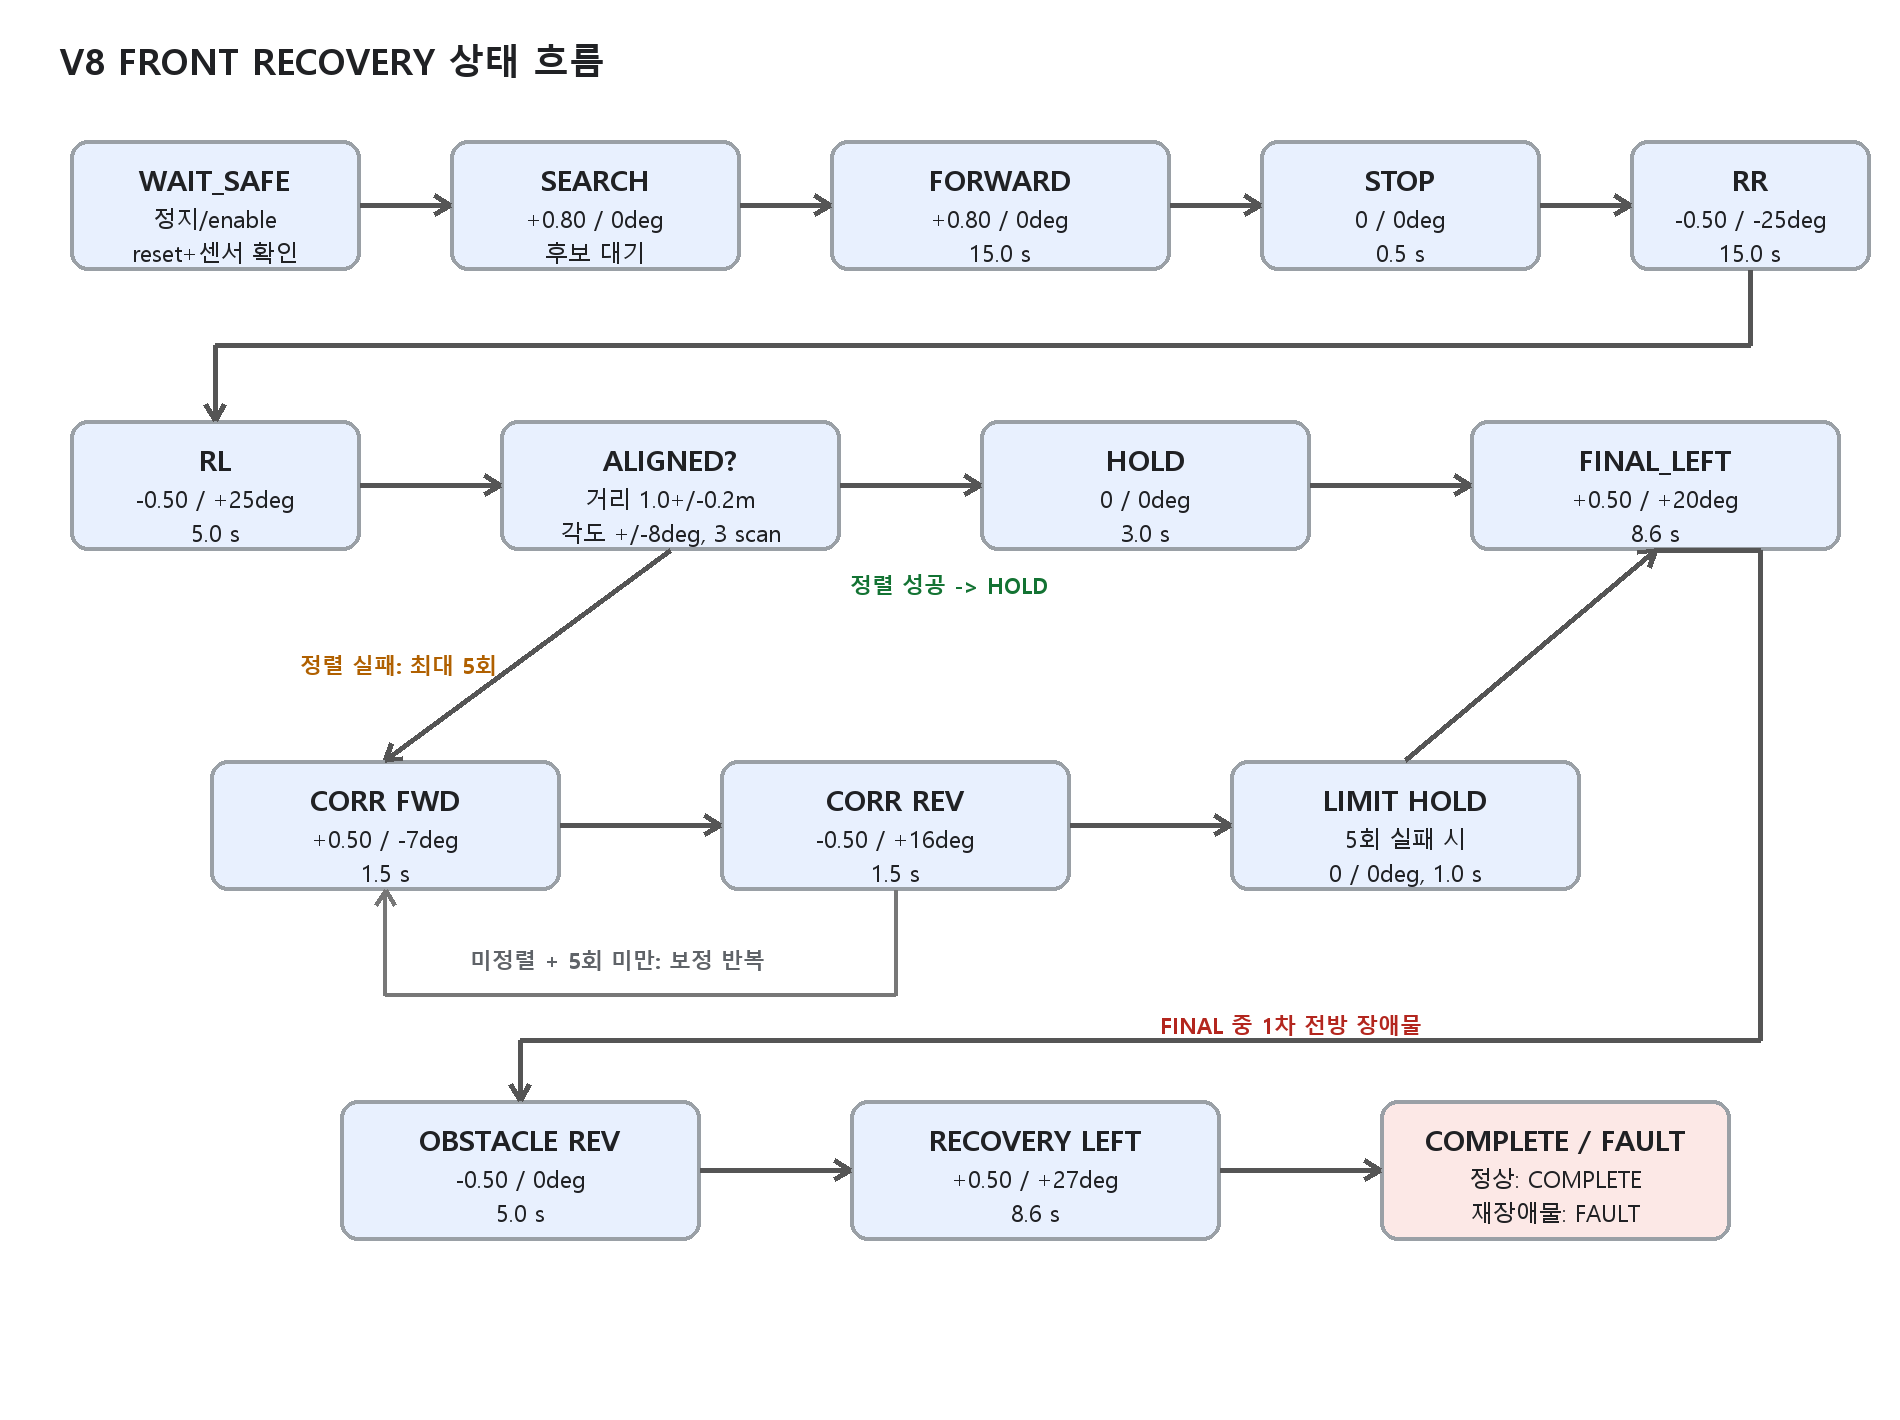 V8 FRONT RECOVERY 상태 흐름
WAIT_SAFE
정지/enable
reset+센서 확인
SEARCH
+0.80 / 0deg
후보 대기
FORWARD
+0.80 / 0deg
15.0 s
STOP
0 / 0deg
0.5 s
RR
-0.50 / -25deg
15.0 s
RL
-0.50 / +25deg
5.0 s
ALIGNED?
거리 1.0+/-0.2m
각도 +/-8deg, 3 scan
HOLD
0 / 0deg
3.0 s
FINAL_LEFT
+0.50 / +20deg
8.6 s
정렬 성공 -> HOLD
정렬 실패: 최대 5회
CORR FWD
+0.50 / -7deg
1.5 s
CORR REV
-0.50 / +16deg
1.5 s
LIMIT HOLD
5회 실패 시
0 / 0deg, 1.0 s
미정렬 + 5회 미만: 보정 반복
FINAL 중 1차 전방 장애물
OBSTACLE REV
-0.50 / 0deg
5.0 s
RECOVERY LEFT
+0.50 / +27deg
8.6 s
COMPLETE / FAULT
정상: COMPLETE
재장애물: FAULT